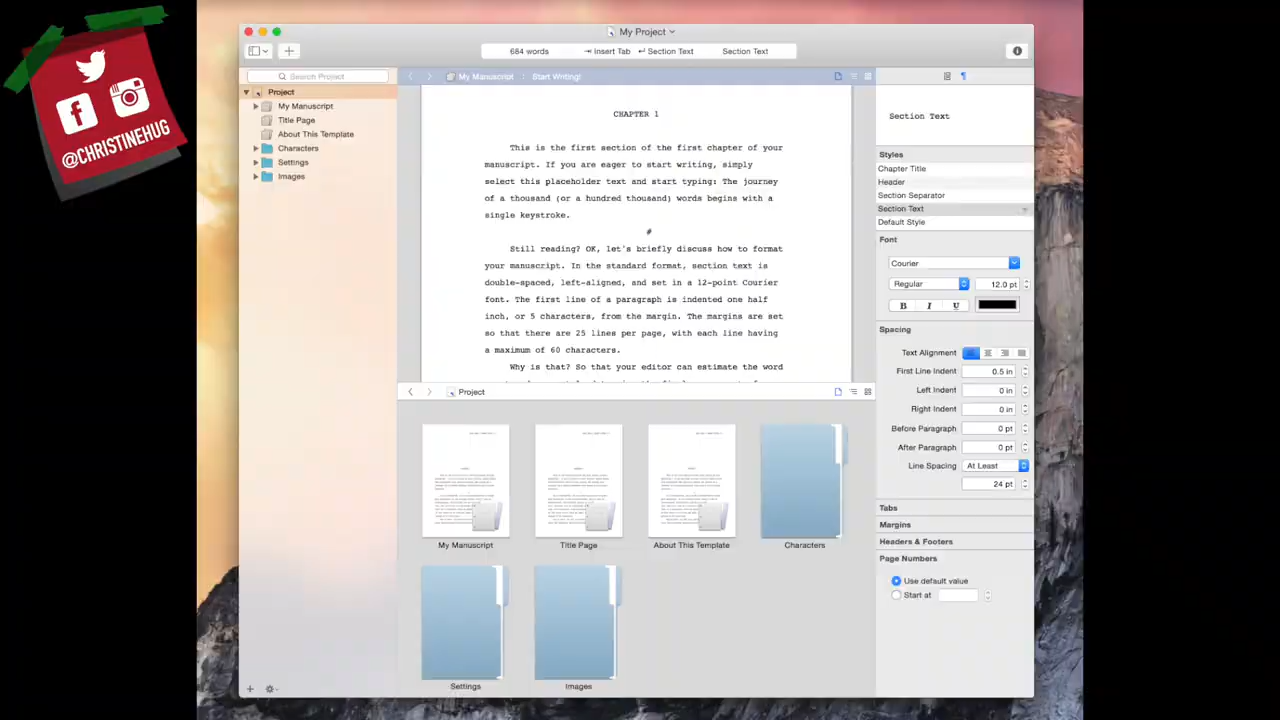 @CHRISTINEHUG
My Project
684 words
Insert Tab
Section Text
Section Text
Search Project
Project
My Manuscript
Title Page
About This Template
Characters
Settings
Images
My Manuscript
Start Writing!
CHAPTER 1
This is the first section of the first chapter of your
manuscript. If you are eager to start writing, simply
select this placeholder text and start typing: The journey
of a thousand (or a hundred thousand) words begins with a
single keystroke.
#
Still reading? OK, let's briefly discuss how to format
your manuscript. In the standard format, section text is
double-spaced, left-aligned, and set in a 12-point Courier
font. The first line of a paragraph is indented one half
inch, or 5 characters, from the margin. The margins are set
so that there are 25 lines per page, with each line having
a maximum of 60 characters.
Why is that? So that your editor can estimate the word
Project
My Manuscript
Title Page
About This Template
Characters
Settings
Images
Section Text
Styles
Chapter Title
Header
Section Separator
Section Text
Default Style
Font
Courier
Regular
12.0 pt
B I U
Spacing
Text Alignment
First Line Indent 0.5 in
Left Indent 0 in
Right Indent 0 in
Before Paragraph 0 pt
After Paragraph 0 pt
Line Spacing At Least
24 pt
Tabs
Margins
Headers & Footers
Page Numbers
Use default value
Start at